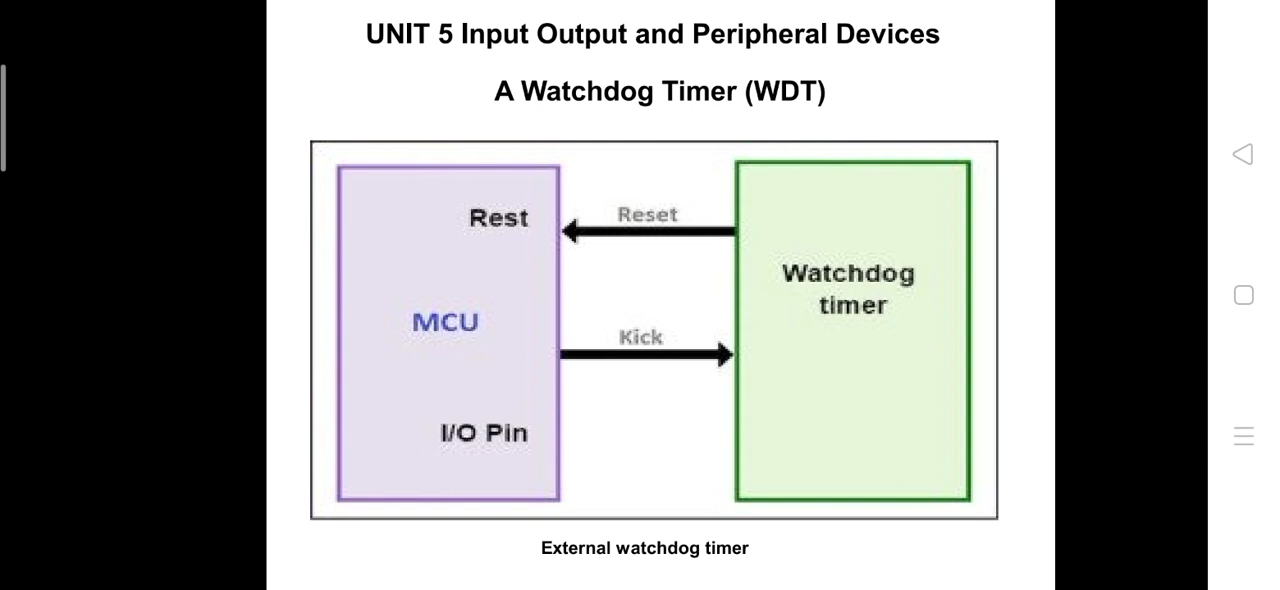 UNIT 5 Input Output and Peripheral Devices
A Watchdog Timer (WDT)
Rest
Reset
Watchdog
timer
MCU
Kick
I/O Pin
External watchdog timer